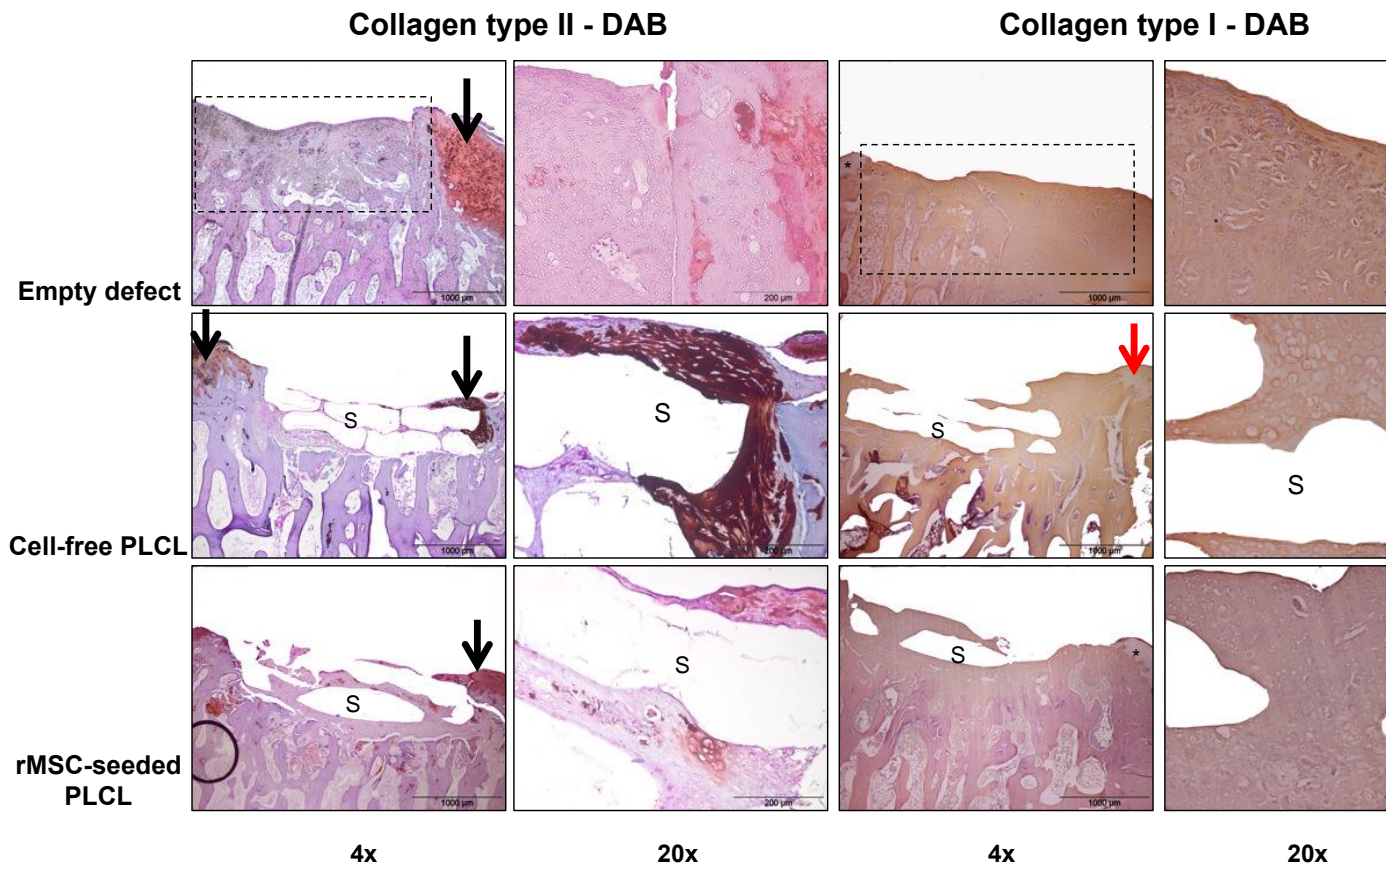 Collagen type II - DAB
Collagen type I - DAB
Empty defect
1000 µm
200 µm
*
1000 µm
Cell-free PLCL
S
1000 µm
S
200 µm
S
1000 µm
S
rMSC-seeded
PLCL
S
1000 µm
S
200 µm
S
*
1000 µm
4x
20x
4x
20x